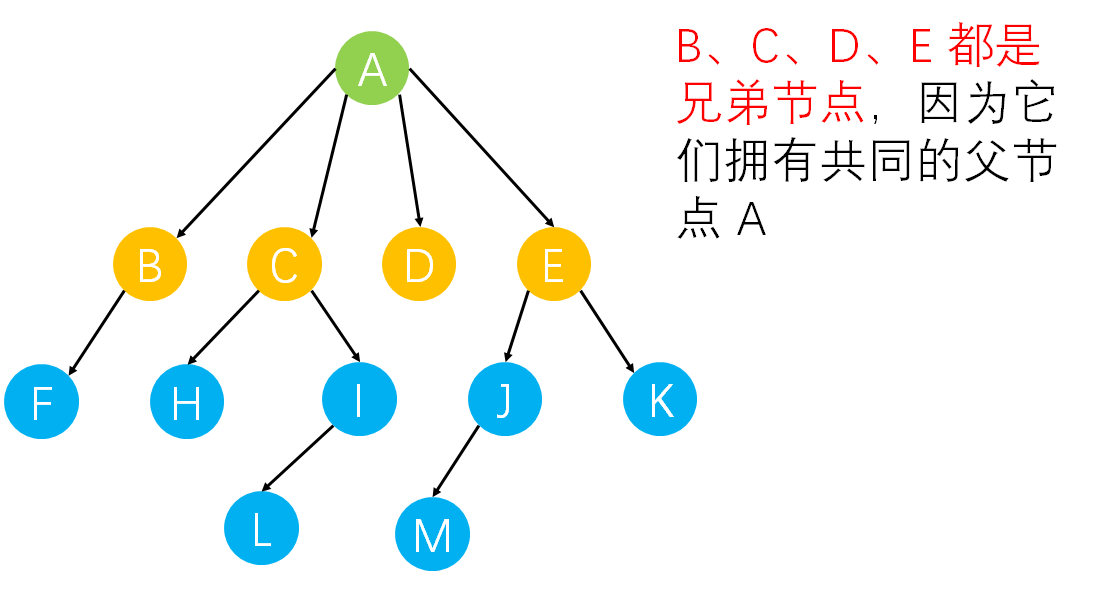 A
B、C、D、E 都是
兄弟节点，因为它
们拥有共同的父节
点 A
B C D E
F H I J K
L M